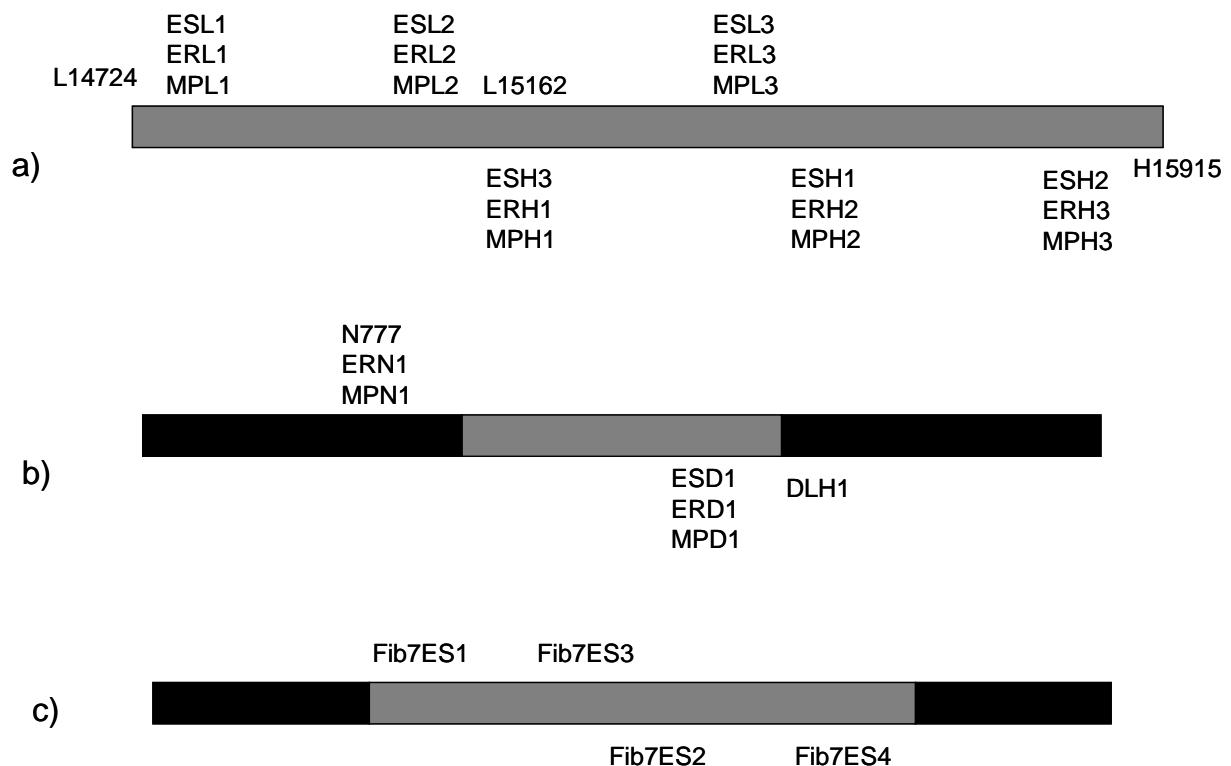 ESL1 ESL2 ESL3
ERL1 ERL2 ERL3
L14724 MPL1 MPL2 L15162 MPL3
a)
H15915
ESH3 ESH1 ESH2
ERH1 ERH2 ERH3
MPH1 MPH2 MPH3
N777
ERN1
MPN1
b)
ESD1 DLH1
ERD1
MPD1
Fib7ES1 Fib7ES3
c)
Fib7ES2 Fib7ES4